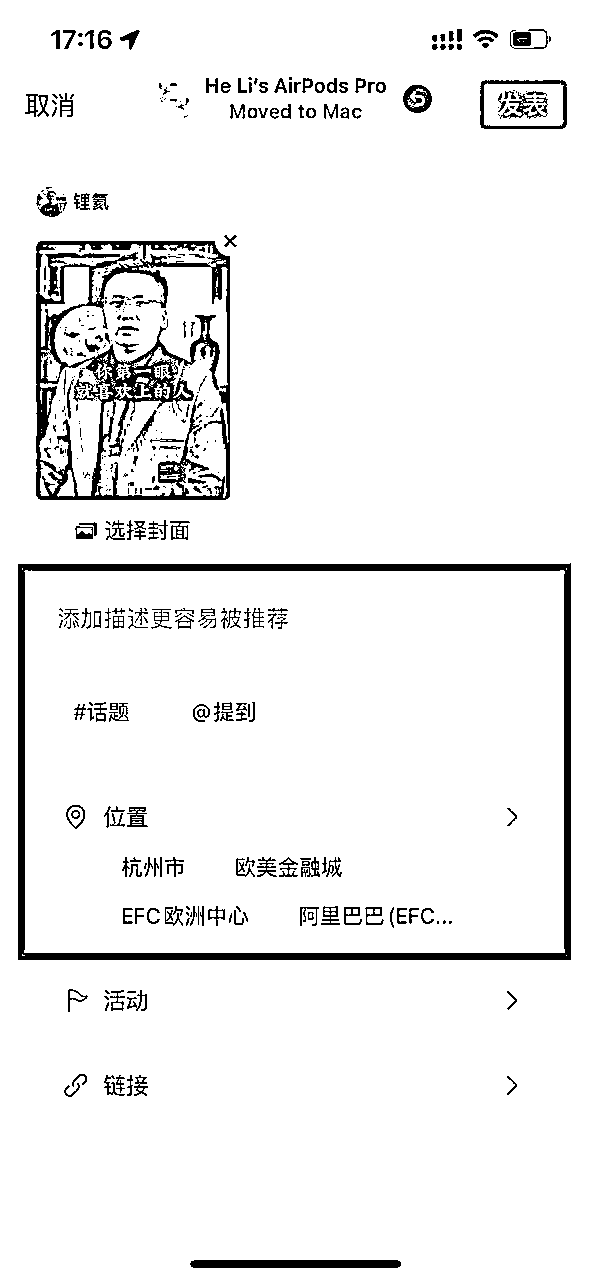 17:16
取消
He Li's AirPods Pro
Moved to Mac
发表
锂氦
你第一眼
就喜欢上的人
选择封面
添加描述更容易被推荐
#话题 @提到
位置
杭州市 欧美金融城
EFC欧洲中心 阿里巴巴(EFC...
活动
链接